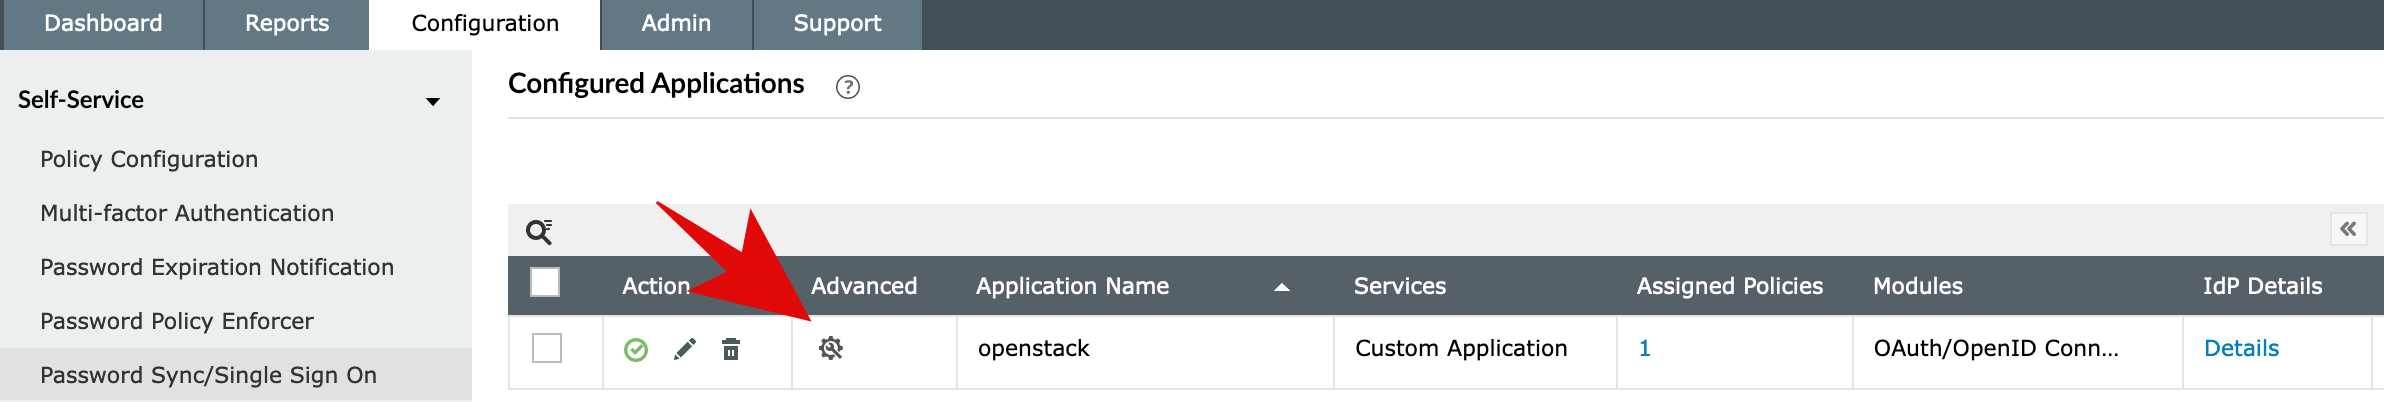 Dashboard Reports Configuration Admin Support
Self-Service
Policy Configuration
Multi-factor Authentication
Password Expiration Notification
Password Policy Enforcer
Password Sync/Single Sign On
Configured Applications ?
Action Advanced Application Name Services Assigned Policies Modules IdP Details
openstack Custom Application 1 OAuth/OpenID Conn... Details